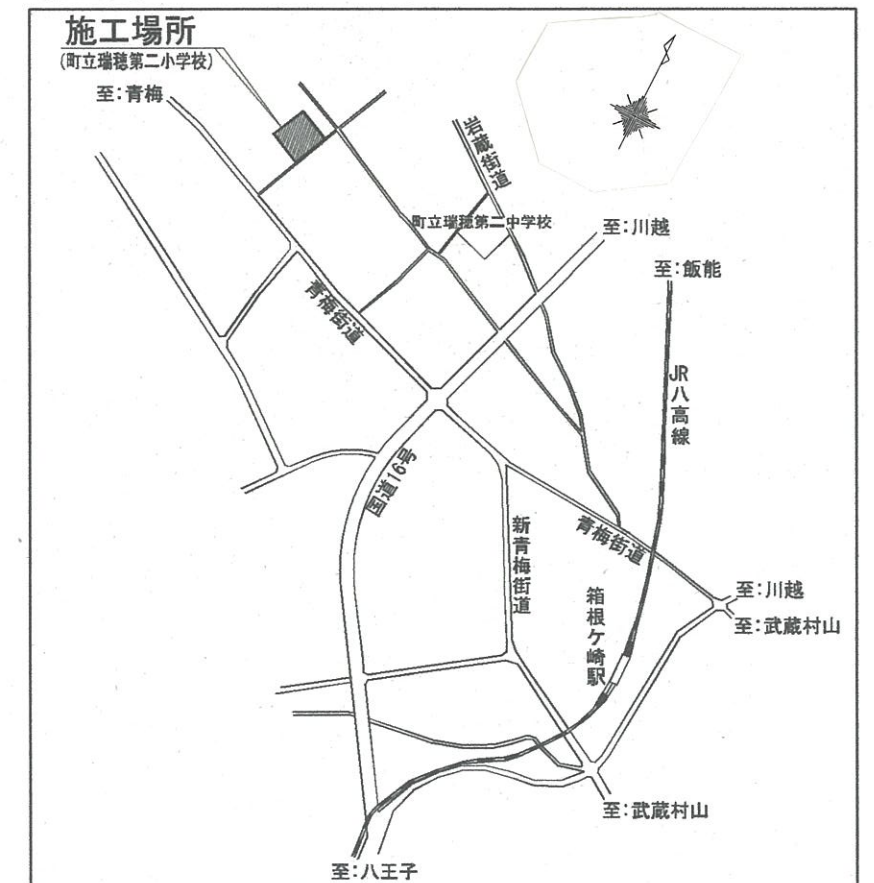 施工場所
(町立瑞穂第二小学校)
至:青梅
岩蔵街道
町立瑞穂第二中学校
至:川越
至:飯能
青梅街道
JR八高線
国道16号
新青梅街道
青梅街道
箱根ケ崎駅
至:川越
至:武蔵村山
至:武蔵村山
至:八王子